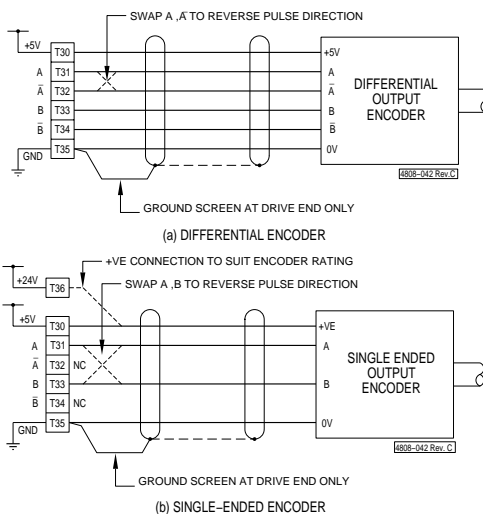 SWAP A ,A̅ TO REVERSE PULSE DIRECTION
+5V T30 +5V
A T31 A
A̅ T32 A̅
B T33 B
B̅ T34 B̅
GND T35 0V
DIFFERENTIAL
OUTPUT
ENCODER
4808–042 Rev.C
GROUND SCREEN AT DRIVE END ONLY
(a) DIFFERENTIAL ENCODER
+VE CONNECTION TO SUIT ENCODER RATING
+24V T36
SWAP A ,B TO REVERSE PULSE DIRECTION
+5V T30 +VE
A T31 A
A̅ T32 NC
B T33 B
B̅ T34 NC
GND T35 0V
SINGLE ENDED
OUTPUT
ENCODER
4808–042 Rev. C
GROUND SCREEN AT DRIVE END ONLY
(b) SINGLE–ENDED ENCODER